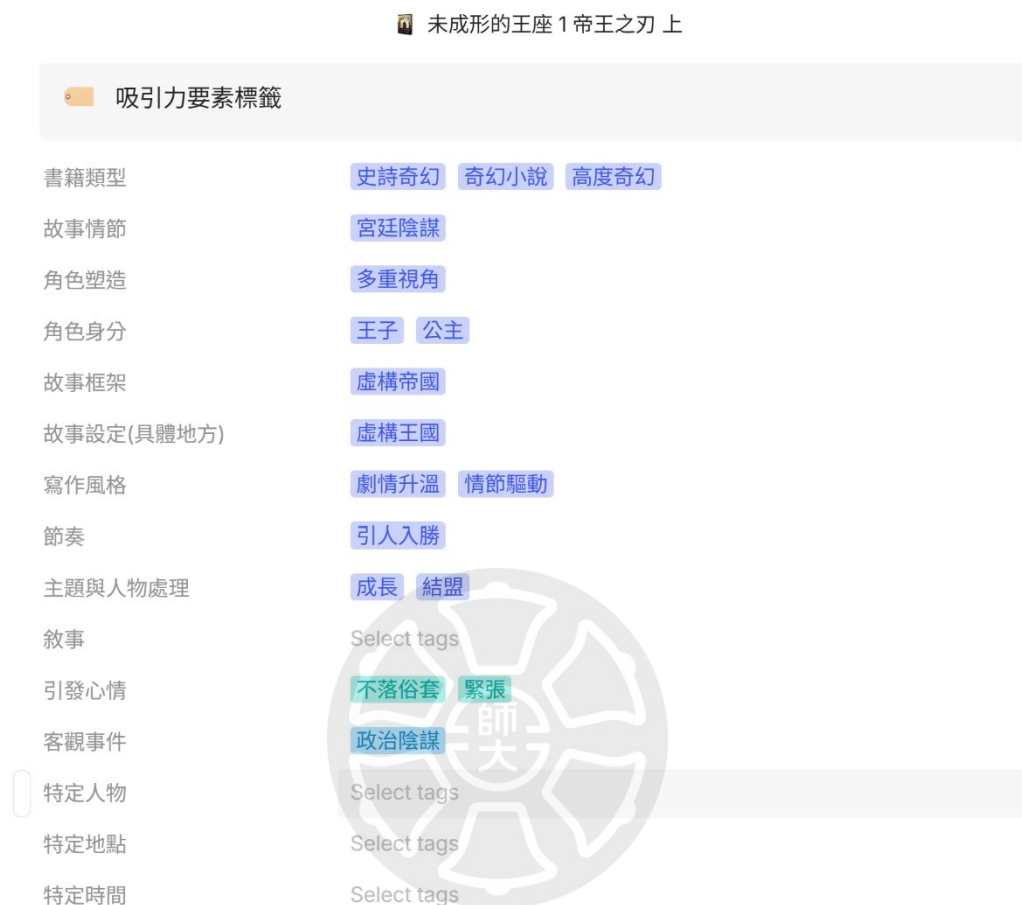 未成形的王座 1 帝王之刃 上
吸引力要素標籤
書籍類型 史詩奇幻 奇幻小說 高度奇幻
故事情節 宮廷陰謀
角色塑造 多重視角
角色身分 王子 公主
故事框架 虛構帝國
故事設定(具體地方) 虛構王國
寫作風格 劇情升溫 情節驅動
節奏 引人入勝
主題與人物處理 成長 結盟
敘事 Select tags
引發心情 不落俗套 緊張
客觀事件 政治陰謀
特定人物 Select tags
特定地點 Select tags
特定時間 Select tags
師大